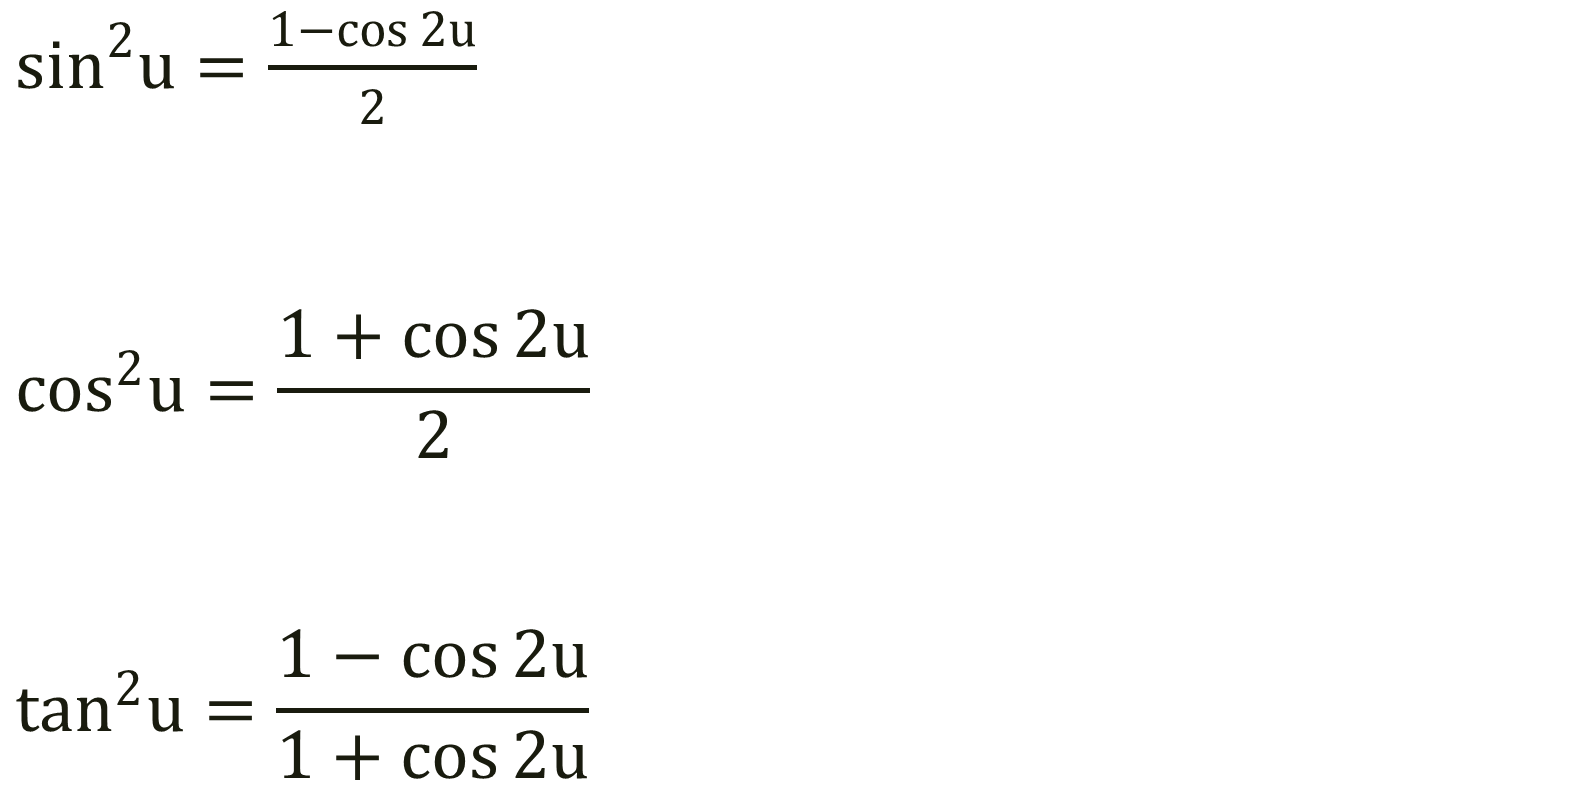 sin²u = (1−cos 2u)/2
cos²u = (1 + cos 2u)/2
tan²u = (1 − cos 2u)/(1 + cos 2u)